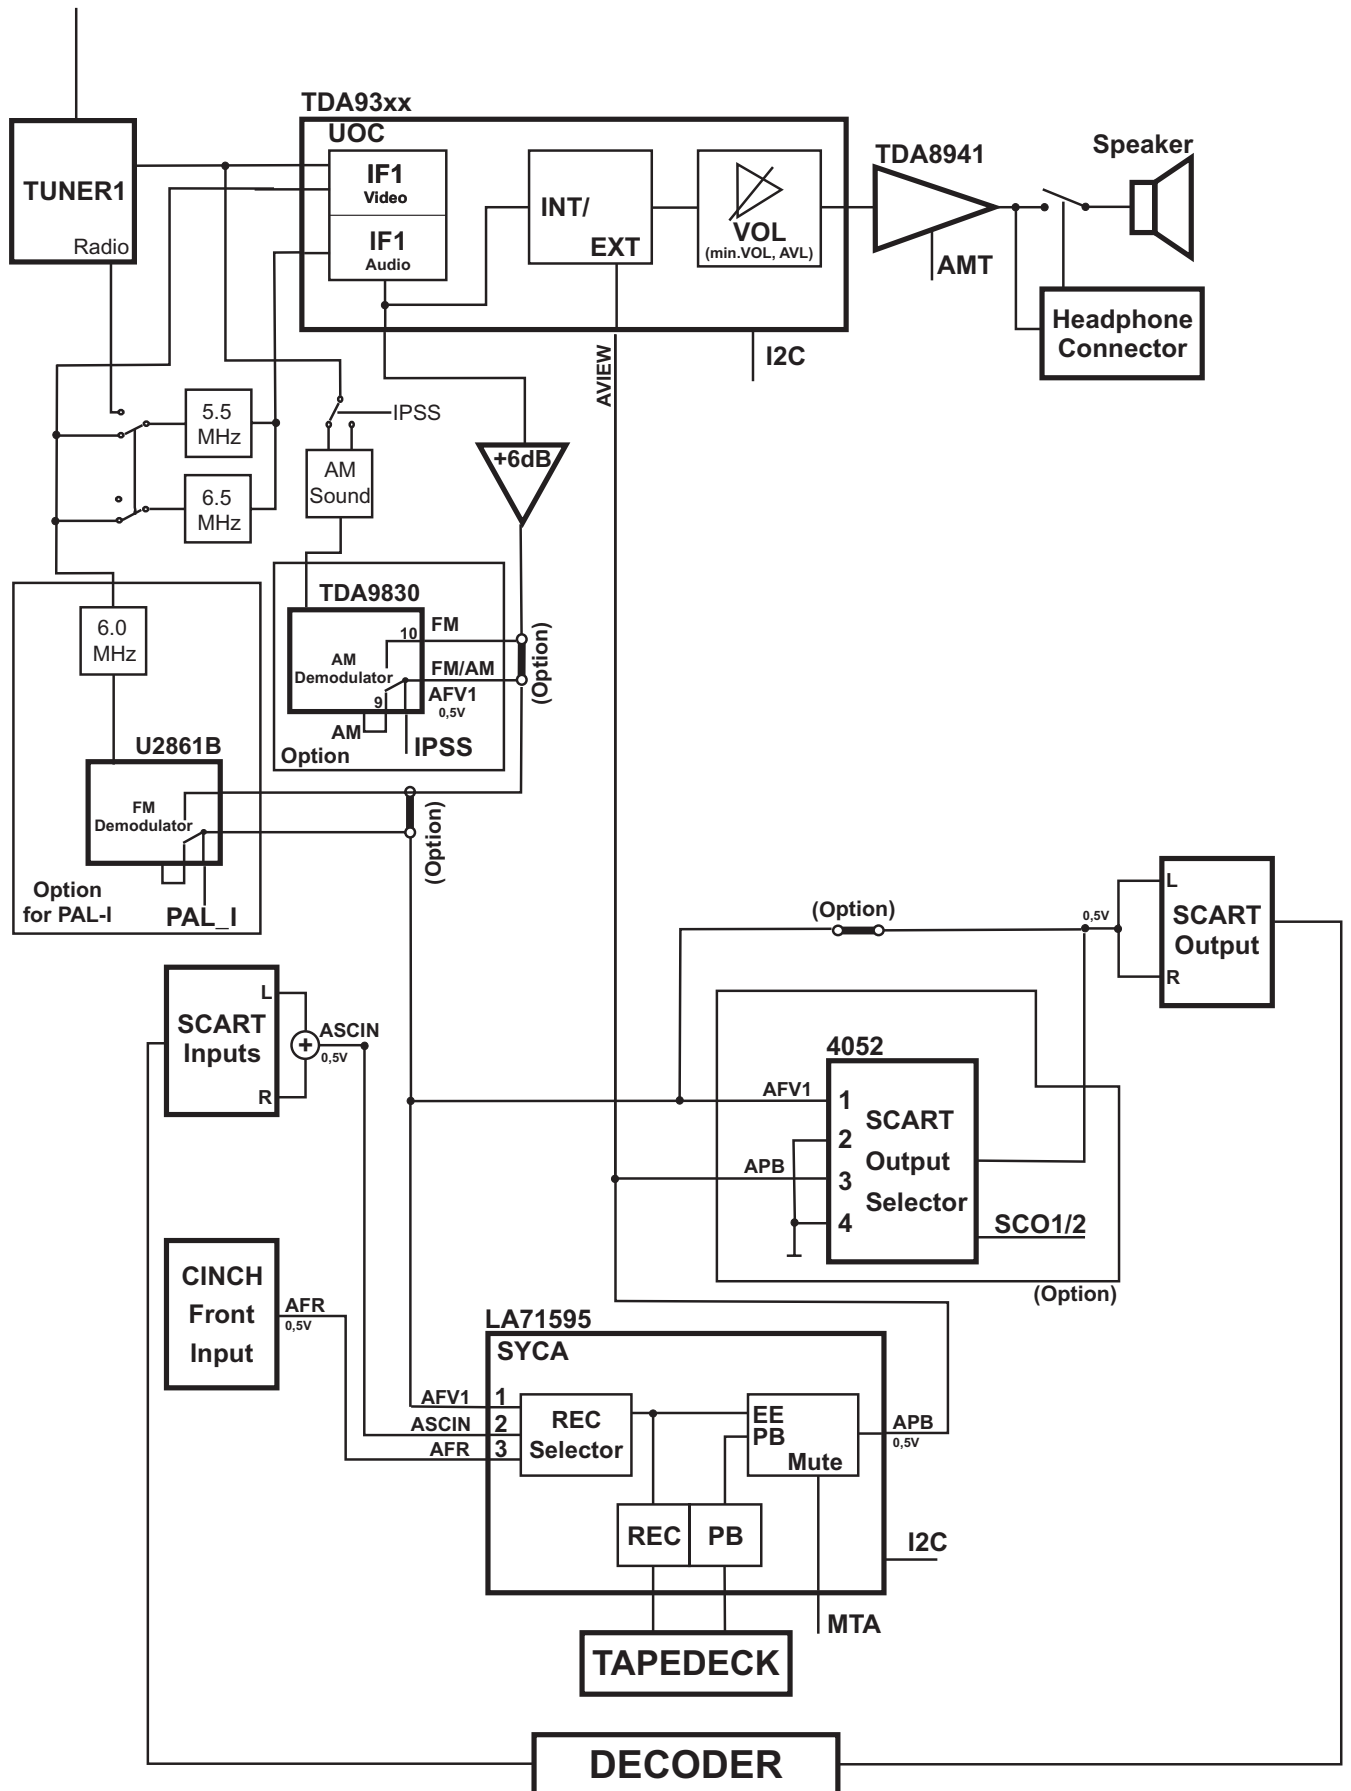 TDA93xx
UOC
TUNER1
Radio
IF1
Video
IF1
Audio
INT/
EXT
VOL
(min.VOL, AVL)
TDA8941
AMT
Speaker
Headphone
Connector
I2C
AVIEW
5.5
MHz
6.5
MHz
IPSS
AM
Sound
+6dB
6.0
MHz
TDA9830
AM
Demodulator
10
9
FM
FM/AM
AFV1
0,5V
AM
IPSS
Option
(Option)
U2861B
FM
Demodulator
Option
for PAL-I
PAL_I
(Option)
(Option)
0,5V
L
SCART
Output
R
L
SCART
Inputs
R
+
ASCIN
0,5V
4052
AFV1
APB
1
2
3
4
SCART
Output
Selector
SCO1/2
(Option)
CINCH
Front
Input
AFR
0,5V
LA71595
SYCA
AFV1
ASCIN
AFR
1
2
3
REC
Selector
EE
PB
Mute
APB
0,5V
REC
PB
I2C
MTA
TAPEDECK
DECODER